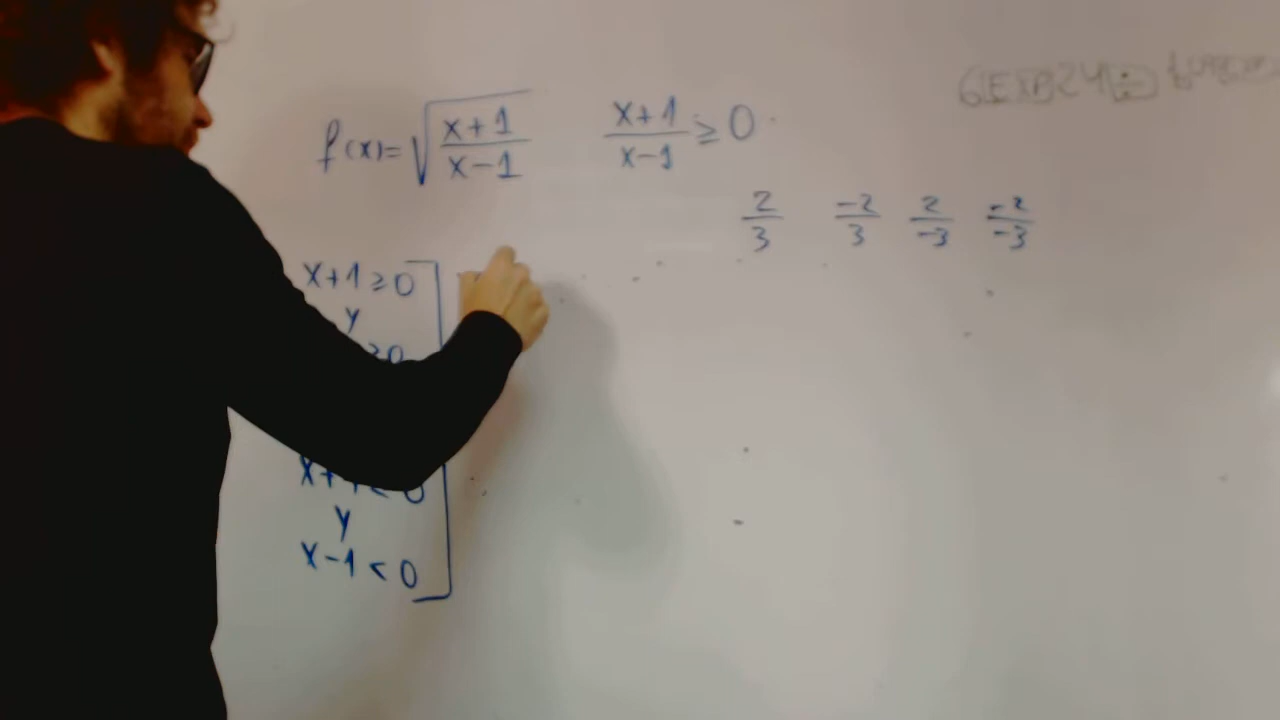 f(x)=√(x+1)/(x-1) (x+1)/(x-1) ≥ 0
2/3 -2/3 2/-3 -2/-3
x+1 ≥ 0
y
≥0
x+1 < 0
y
x-1 < 0